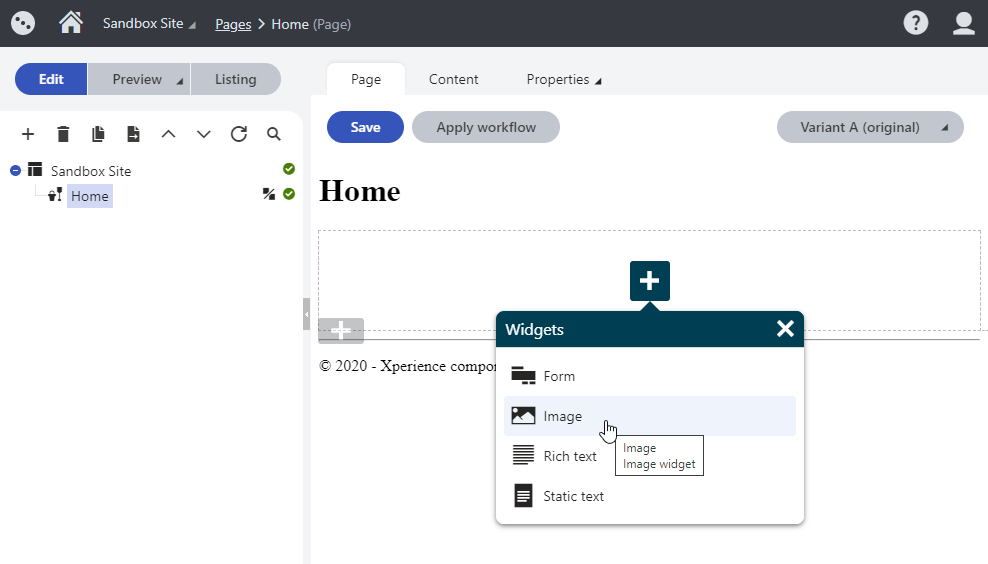 Sandbox Site Pages Home (Page)
Edit Preview Listing
Page Content Properties
Save Apply workflow Variant A (original)
Sandbox Site
Home
Home
Widgets
© 2020 - Xperience
Form
Image
Image
Image widget
Rich text
Static text